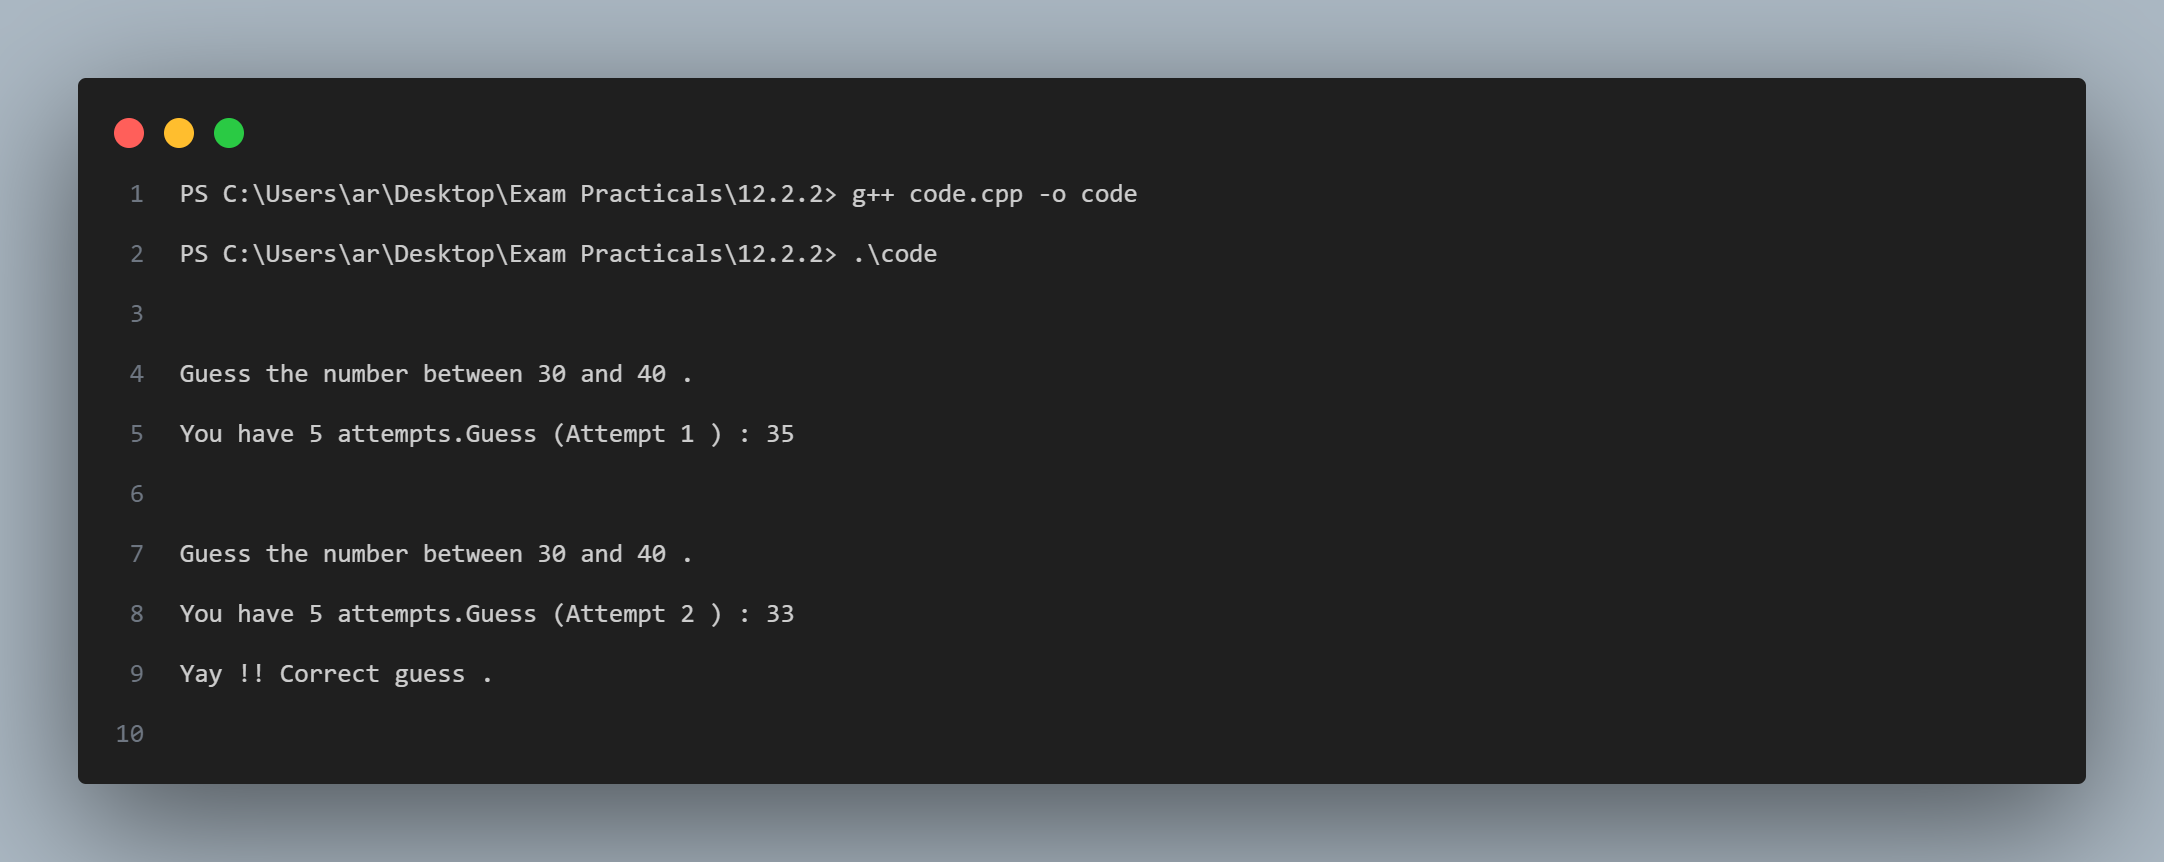 1 PS C:\Users\ar\Desktop\Exam Practicals\12.2.2> g++ code.cpp -o code
2 PS C:\Users\ar\Desktop\Exam Practicals\12.2.2> .\code
3
4 Guess the number between 30 and 40 .
5 You have 5 attempts.Guess (Attempt 1 ) : 35
6
7 Guess the number between 30 and 40 .
8 You have 5 attempts.Guess (Attempt 2 ) : 33
9 Yay !! Correct guess .
10